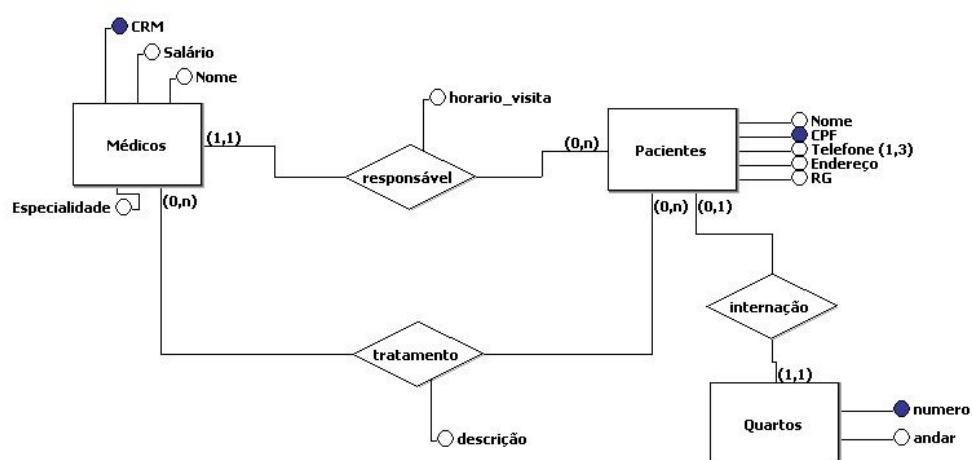 CRM
Salário
Nome
Médicos
(1,1)
Especialidade
(0,n)
horario_visita
responsável
(0,n)
Pacientes
Nome
CPF
Telefone (1,3)
Endereço
RG
(0,n)
(0,1)
internação
tratamento
descrição
(1,1)
Quartos
numero
andar